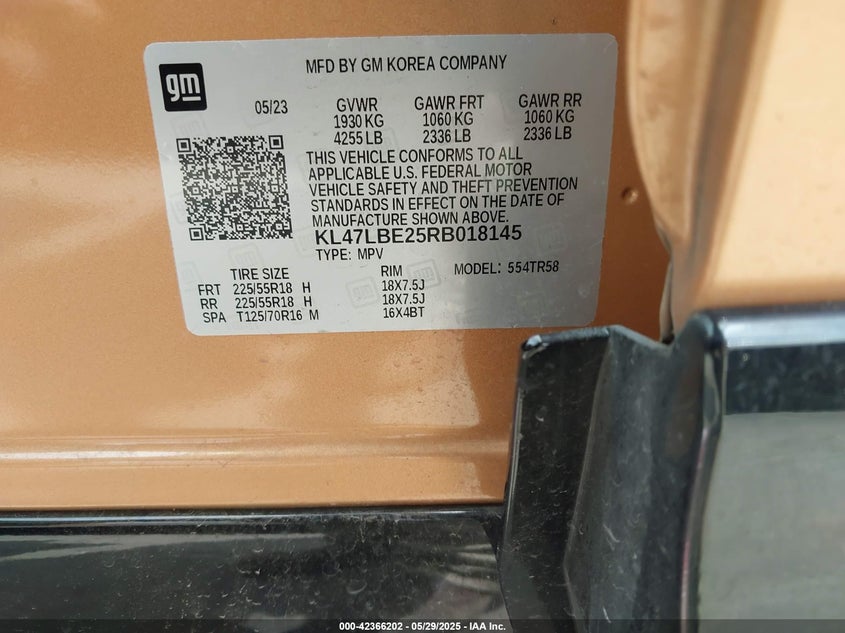 gm
MFD BY GM KOREA COMPANY
05/23 GVWR GAWR FRT GAWR RR
1930 KG 1060 KG 1060 KG
4255 LB 2336 LB 2336 LB
THIS VEHICLE CONFORMS TO ALL
APPLICABLE U.S. FEDERAL MOTOR
VEHICLE SAFETY AND THEFT PREVENTION
STANDARDS IN EFFECT ON THE DATE OF
MANUFACTURE SHOWN ABOVE.
KL47LBE25RB018145
TYPE: MPV MODEL: 554TR58
TIRE SIZE RIM
FRT 225/55R18 H 18X7.5J
RR 225/55R18 H 18X7.5J
SPA T125/70R16 M 16X4BT
000-42366202 - 05/29/2025 - IAA Inc.